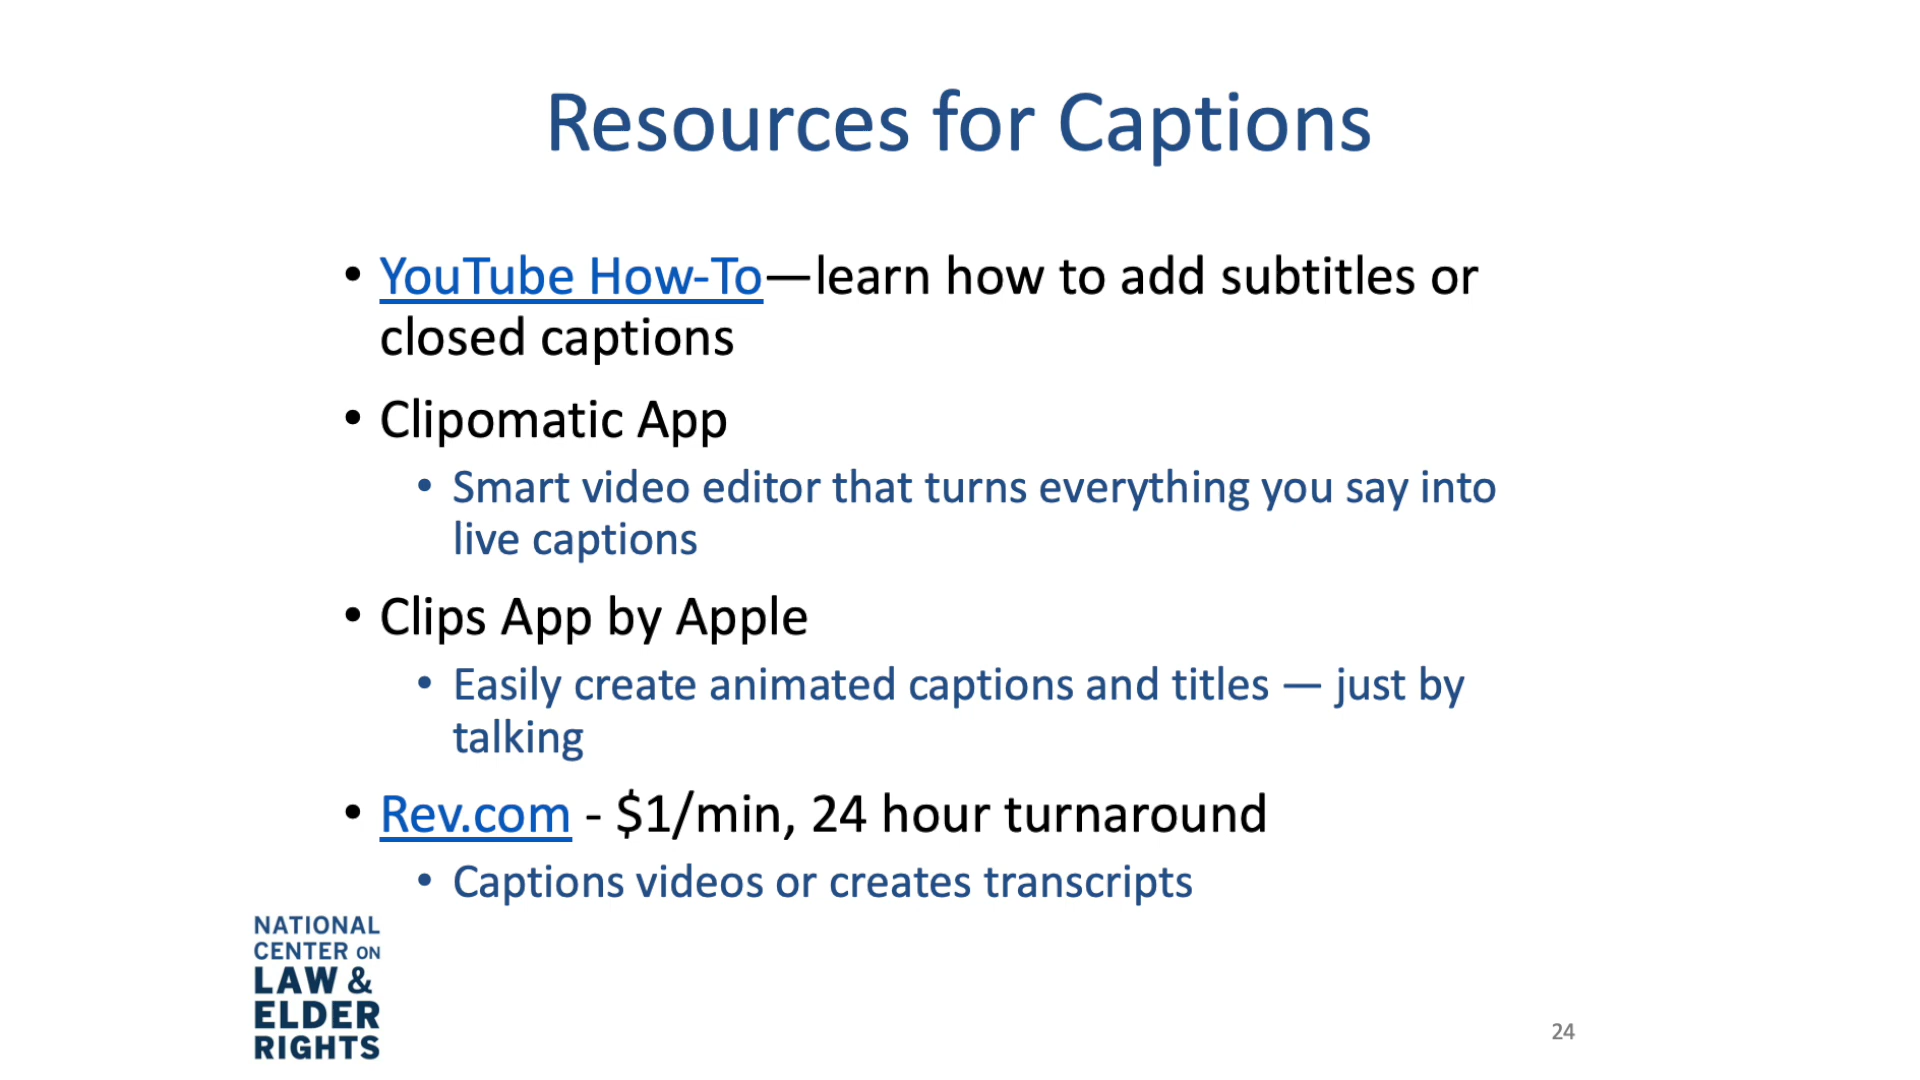 Resources for Captions
• YouTube How-To—learn how to add subtitles or
closed captions
• Clipomatic App
• Smart video editor that turns everything you say into
live captions
• Clips App by Apple
• Easily create animated captions and titles — just by
talking
• Rev.com - $1/min, 24 hour turnaround
• Captions videos or creates transcripts
NATIONAL
CENTER ON
LAW &
ELDER
RIGHTS
24